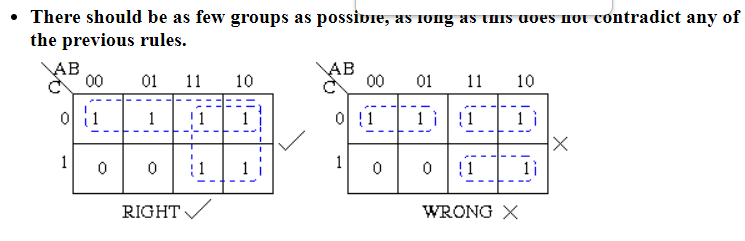 • There should be as few groups as possible, as long as this does not contradict any of
the previous rules.
AB
C
00 01 11 10
0 1 1 1 1
1 0 0 1 1
RIGHT ✓
AB
C
00 01 11 10
0 1 1 1 1
1 0 0 1 1
WRONG ✕